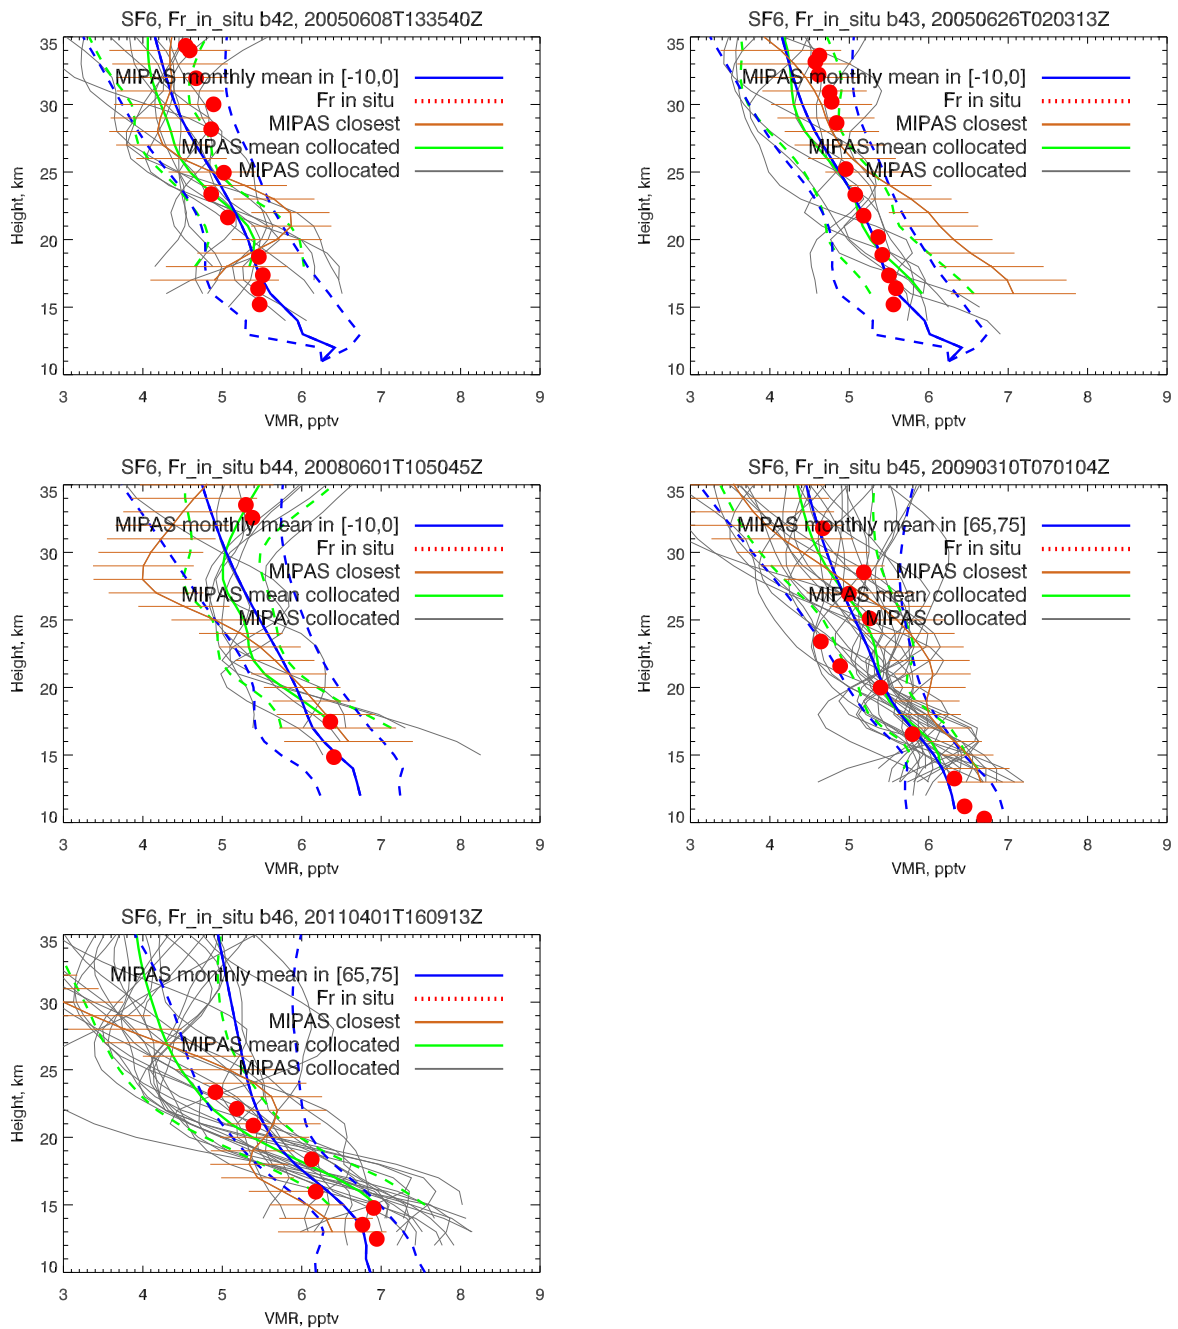 SF6, Fr_in_situ b42, 20050608T133540Z
35
30
25
20
15
10
Height, km
MIPAS monthly mean in [-10,0]
Fr in situ
MIPAS closest
MIPAS mean collocated
MIPAS collocated
3 4 5 6 7 8 9
VMR, pptv
SF6, Fr_in_situ b43, 20050626T020313Z
35
30
25
20
15
10
Height, km
MIPAS monthly mean in [-10,0]
Fr in situ
MIPAS closest
MIPAS mean collocated
MIPAS collocated
3 4 5 6 7 8 9
VMR, pptv
SF6, Fr_in_situ b44, 20080601T105045Z
35
30
25
20
15
10
Height, km
MIPAS monthly mean in [-10,0]
Fr in situ
MIPAS closest
MIPAS mean collocated
MIPAS collocated
3 4 5 6 7 8 9
VMR, pptv
SF6, Fr_in_situ b45, 20090310T070104Z
35
30
25
20
15
10
Height, km
MIPAS monthly mean in [65,75]
Fr in situ
MIPAS closest
MIPAS mean collocated
MIPAS collocated
3 4 5 6 7 8 9
VMR, pptv
SF6, Fr_in_situ b46, 20110401T160913Z
35
30
25
20
15
10
Height, km
MIPAS monthly mean in [65,75]
Fr in situ
MIPAS closest
MIPAS mean collocated
MIPAS collocated
3 4 5 6 7 8 9
VMR, pptv